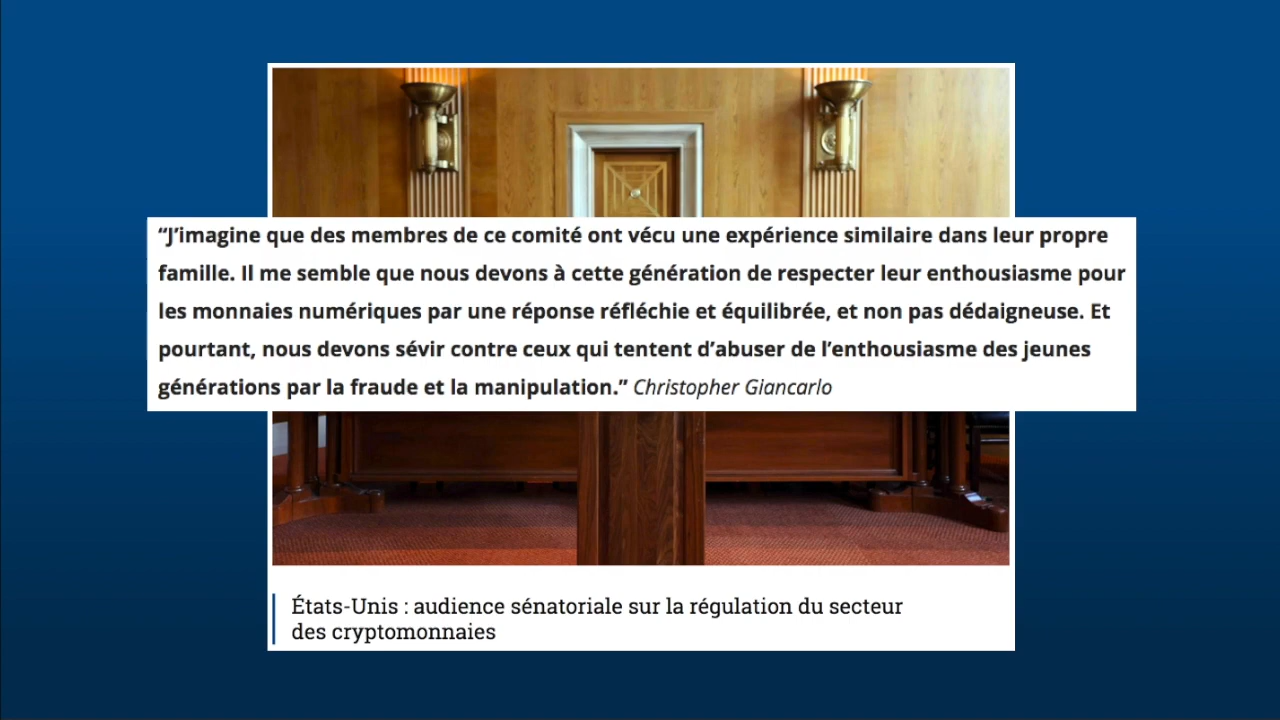 “J’imagine que des membres de ce comité ont vécu une expérience similaire dans leur propre
famille. Il me semble que nous devons à cette génération de respecter leur enthousiasme pour
les monnaies numériques par une réponse réfléchie et équilibrée, et non pas dédaigneuse. Et
pourtant, nous devons sévir contre ceux qui tentent d’abuser de l’enthousiasme des jeunes
générations par la fraude et la manipulation.” Christopher Giancarlo
États-Unis : audience sénatoriale sur la régulation du secteur
des cryptomonnaies